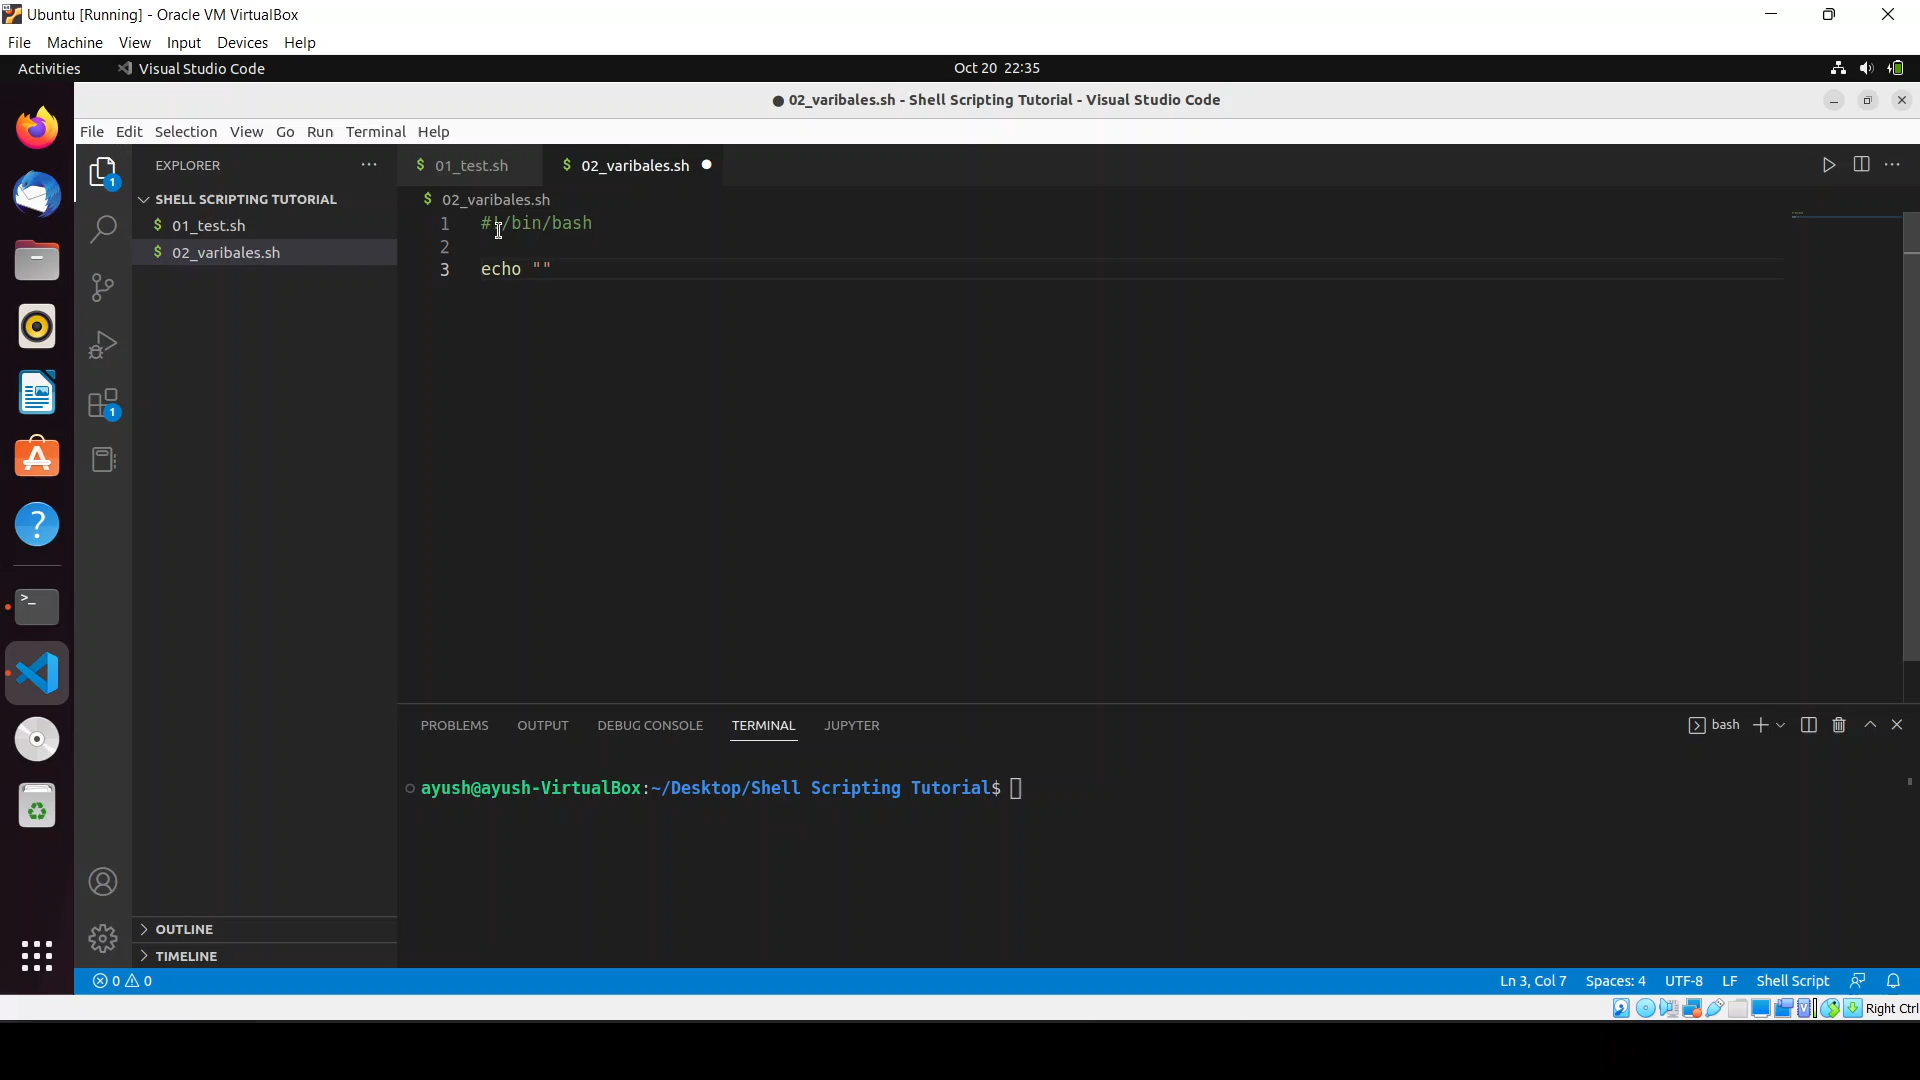 Ubuntu [Running] - Oracle VM VirtualBox
File Machine View Input Devices Help
Activities Visual Studio Code Oct 20 22:35
● 02_varibales.sh - Shell Scripting Tutorial - Visual Studio Code
File Edit Selection View Go Run Terminal Help
EXPLORER ...
$ 01_test.sh $ 02_varibales.sh ●
SHELL SCRIPTING TUTORIAL
$ 01_test.sh
$ 02_varibales.sh
$ 02_varibales.sh
1 #!/bin/bash
2
3 echo ""
1
1
PROBLEMS OUTPUT DEBUG CONSOLE TERMINAL JUPYTER
bash
ayush@ayush-VirtualBox:~/Desktop/Shell Scripting Tutorial$
OUTLINE
TIMELINE
0 0 Ln 3, Col 7 Spaces: 4 UTF-8 LF Shell Script
Right Ctrl